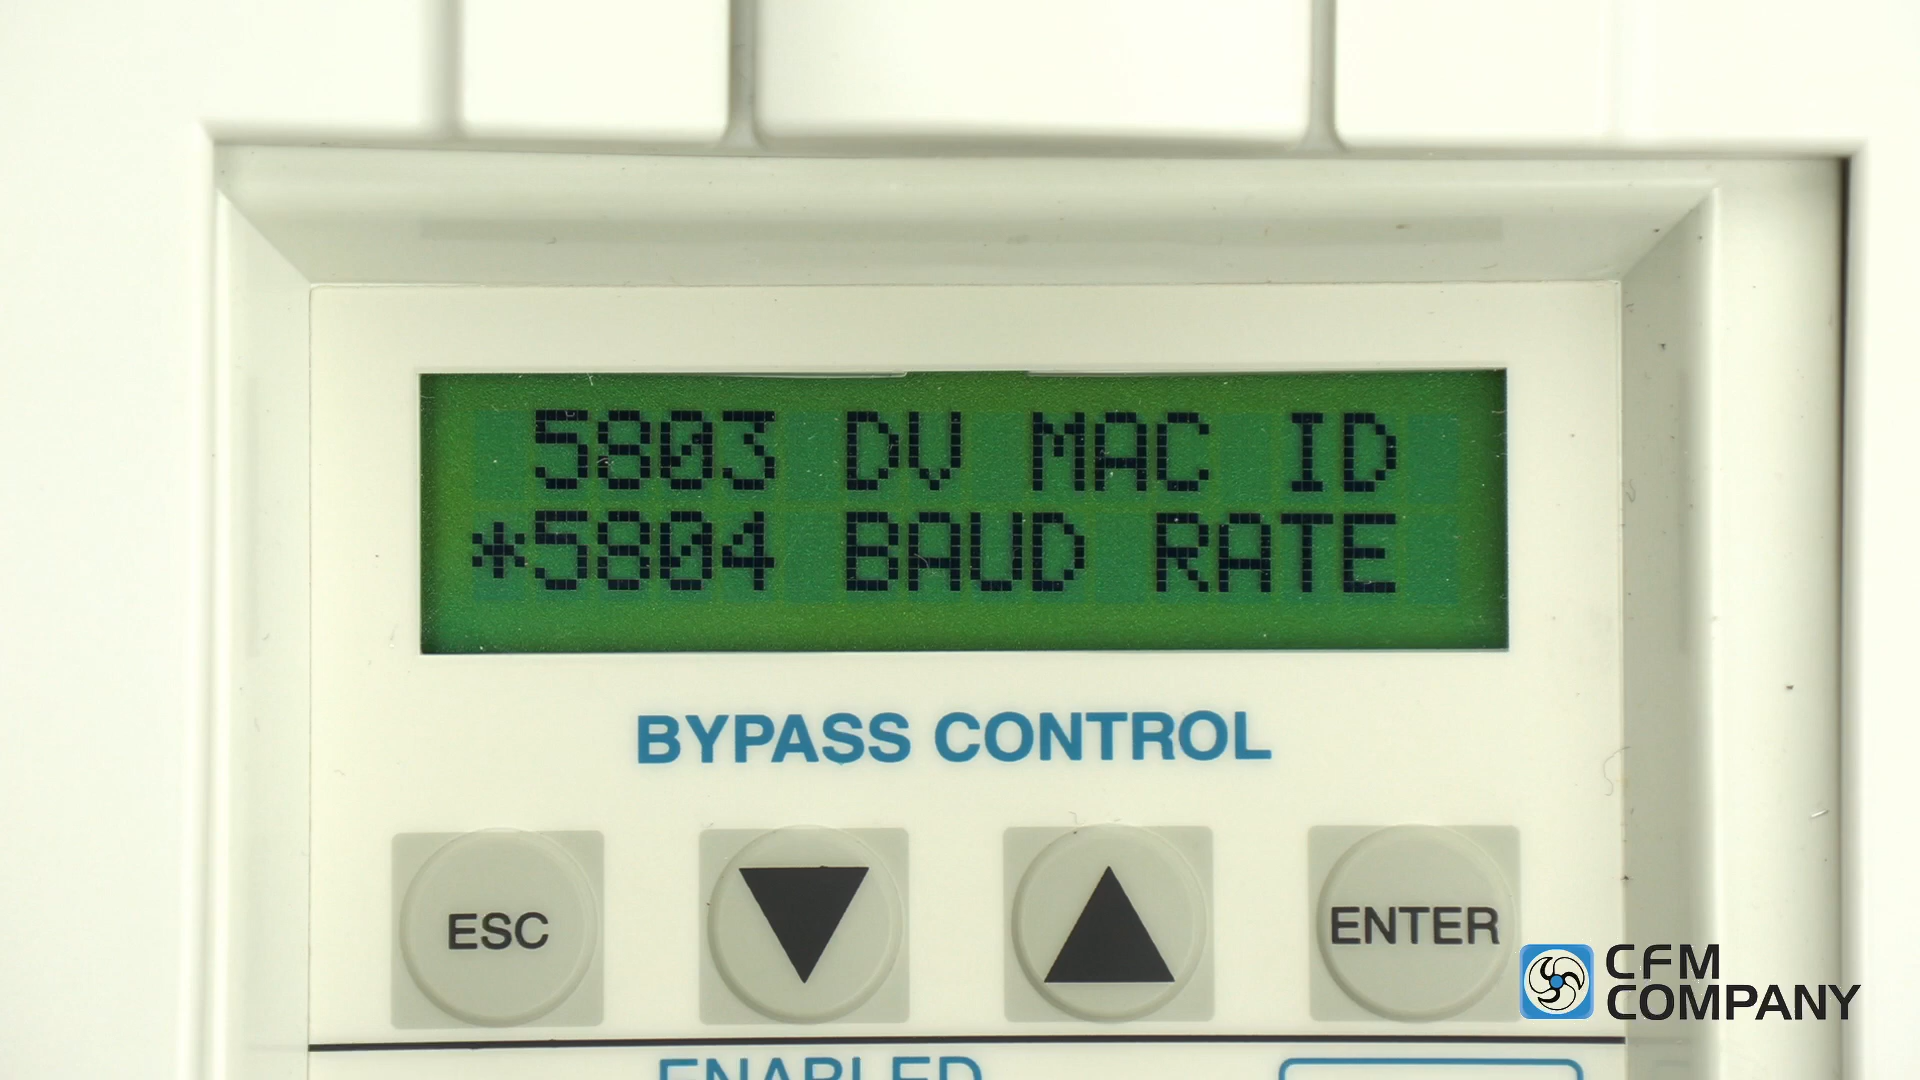 5803 DV MAC ID
*5804 BAUD RATE
BYPASS CONTROL
ESC
ENTER
CFM
COMPANY
ENABLED